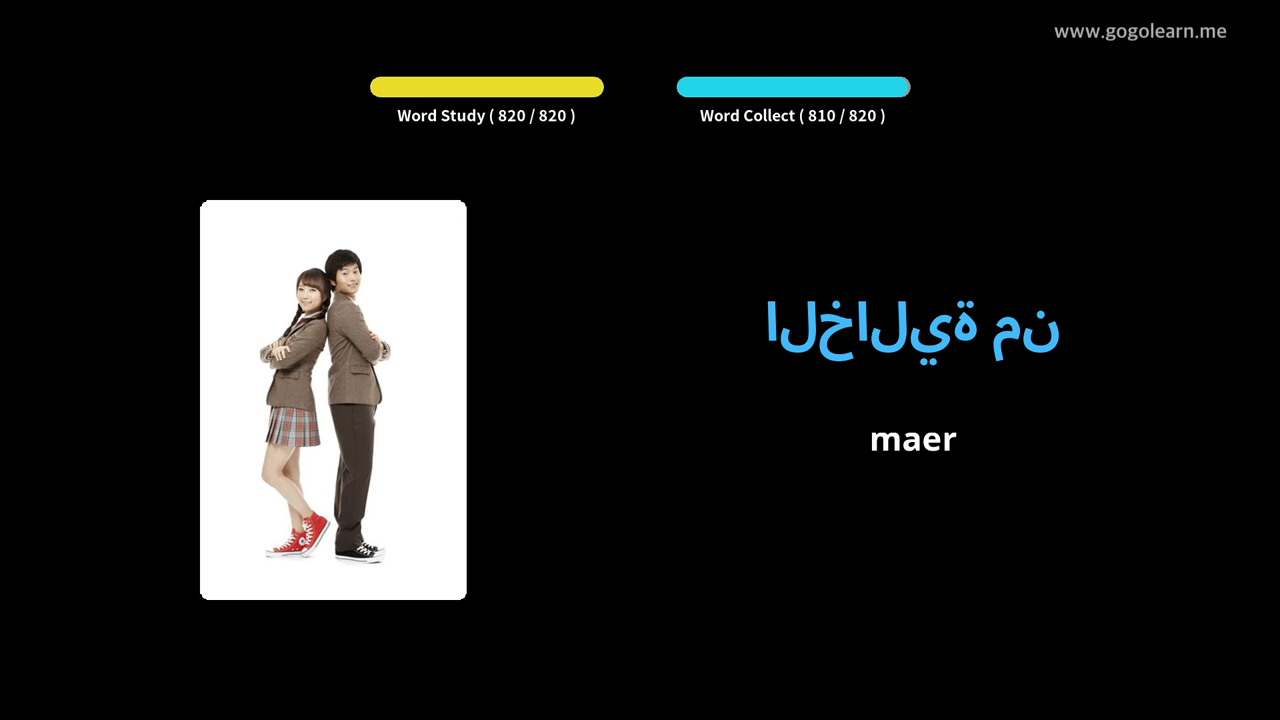 www.gogolearn.me
Word Study ( 820 / 820 )
Word Collect ( 810 / 820 )
الخالية من
maer